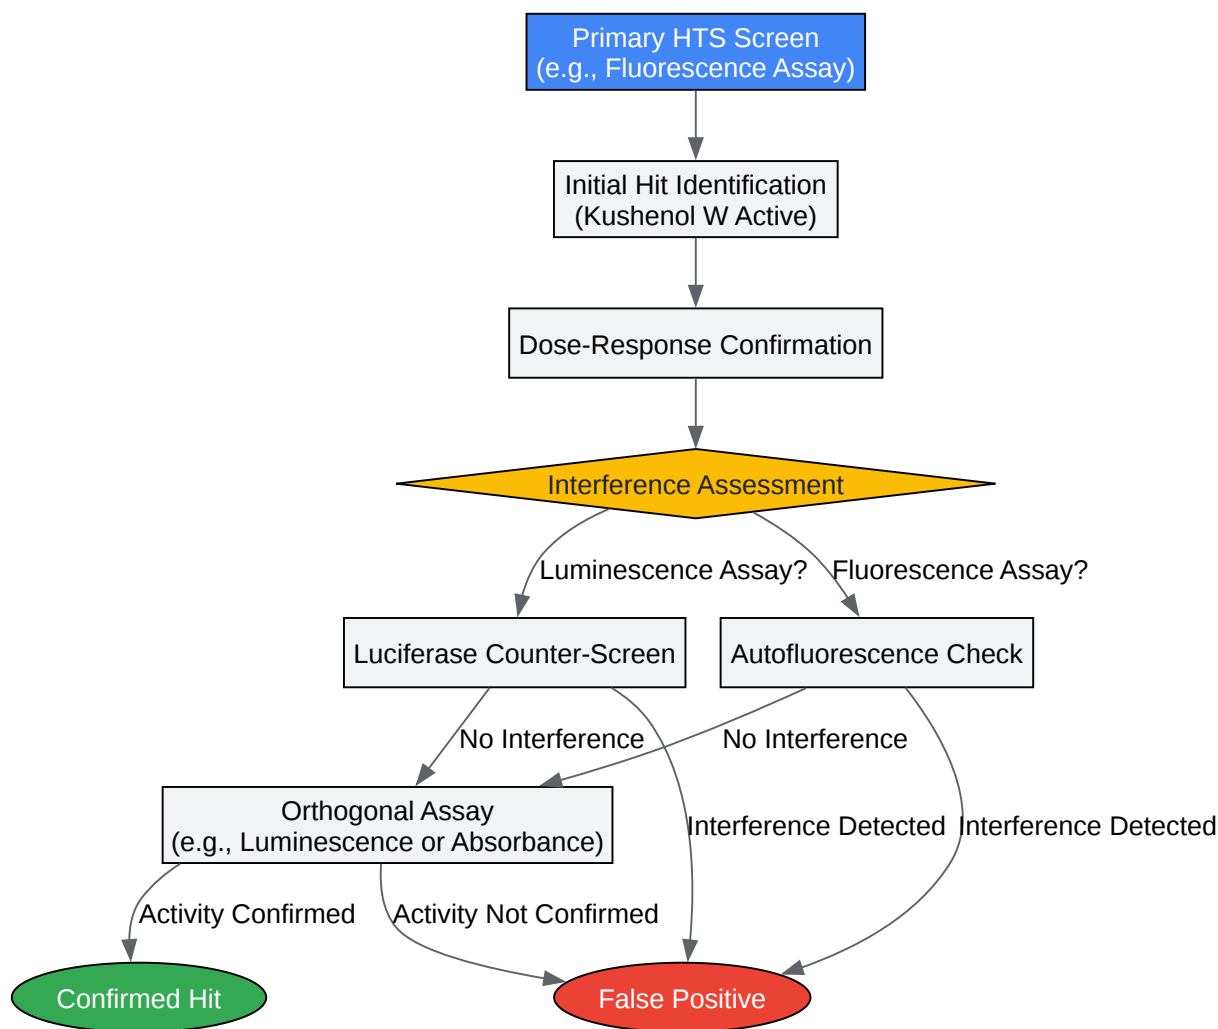 Primary HTS Screen
(e.g., Fluorescence Assay)
Initial Hit Identification
(Kushenol W Active)
Dose-Response Confirmation
Interference Assessment
Luminescence Assay?
Fluorescence Assay?
Luciferase Counter-Screen
Autofluorescence Check
No Interference
No Interference
Orthogonal Assay
(e.g., Luminescence or Absorbance)
Interference Detected
Interference Detected
Activity Confirmed
Activity Not Confirmed
Confirmed Hit
False Positive